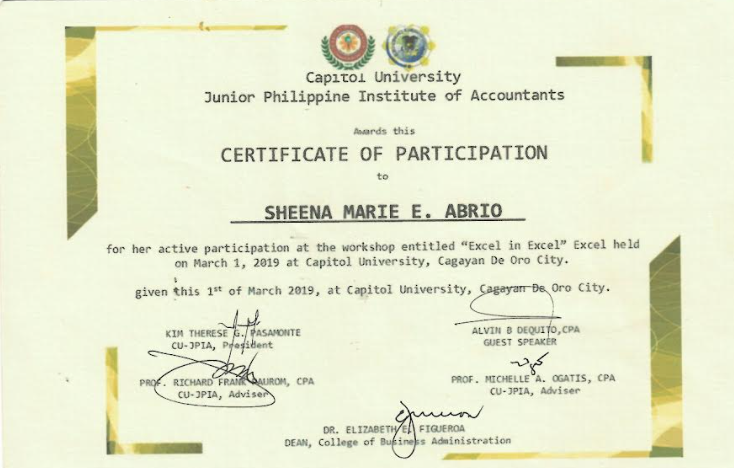 Capitol University
Junior Philippine Institute of Accountants
Awards this
CERTIFICATE OF PARTICIPATION
to
SHEENA MARIE E. ABRIO
for her active participation at the workshop entitled “Excel in Excel” Excel held
on March 1, 2019 at Capitol University, Cagayan De Oro City.
given this 1st of March 2019, at Capitol University, Cagayan De Oro City.
KIM THERESE G. PASAMONTE
CU-JPIA, President
ALVIN B DEQUITO,CPA
GUEST SPEAKER
PROF. RICHARD FRANK
CPA
CU-JPIA, Adviser
PROF. MICHELLE A. OGATIS, CPA
CU-JPIA, Adviser
DR. ELIZABETH E. FIGUEROA
DEAN, College of Business Administration